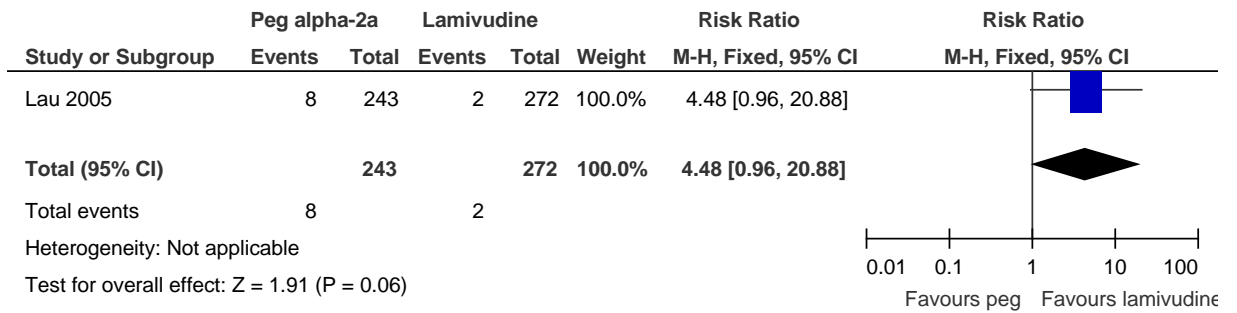 Peg alpha-2a Lamivudine Risk Ratio Risk Ratio
Study or Subgroup Events Total Events Total Weight M-H, Fixed, 95% CI M-H, Fixed, 95% CI
Lau 2005 8 243 2 272 100.0% 4.48 [0.96, 20.88]
Total (95% CI) 243 272 100.0% 4.48 [0.96, 20.88]
Total events 8 2
Heterogeneity: Not applicable
Test for overall effect: Z = 1.91 (P = 0.06)
0.01 0.1 1 10 100
Favours peg Favours lamivudine